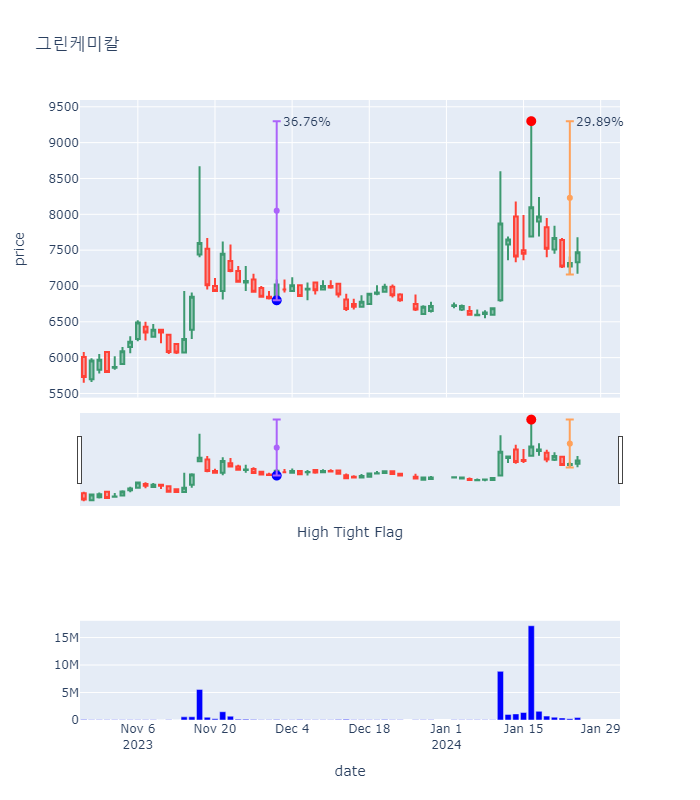 그린케미칼
9500
9000
8500
8000
7500
7000
6500
6000
5500
price
36.76%
29.89%
High Tight Flag
15M
10M
5M
0
Nov 6
2023
Nov 20
Dec 4
Dec 18
Jan 1
2024
Jan 15
Jan 29
date